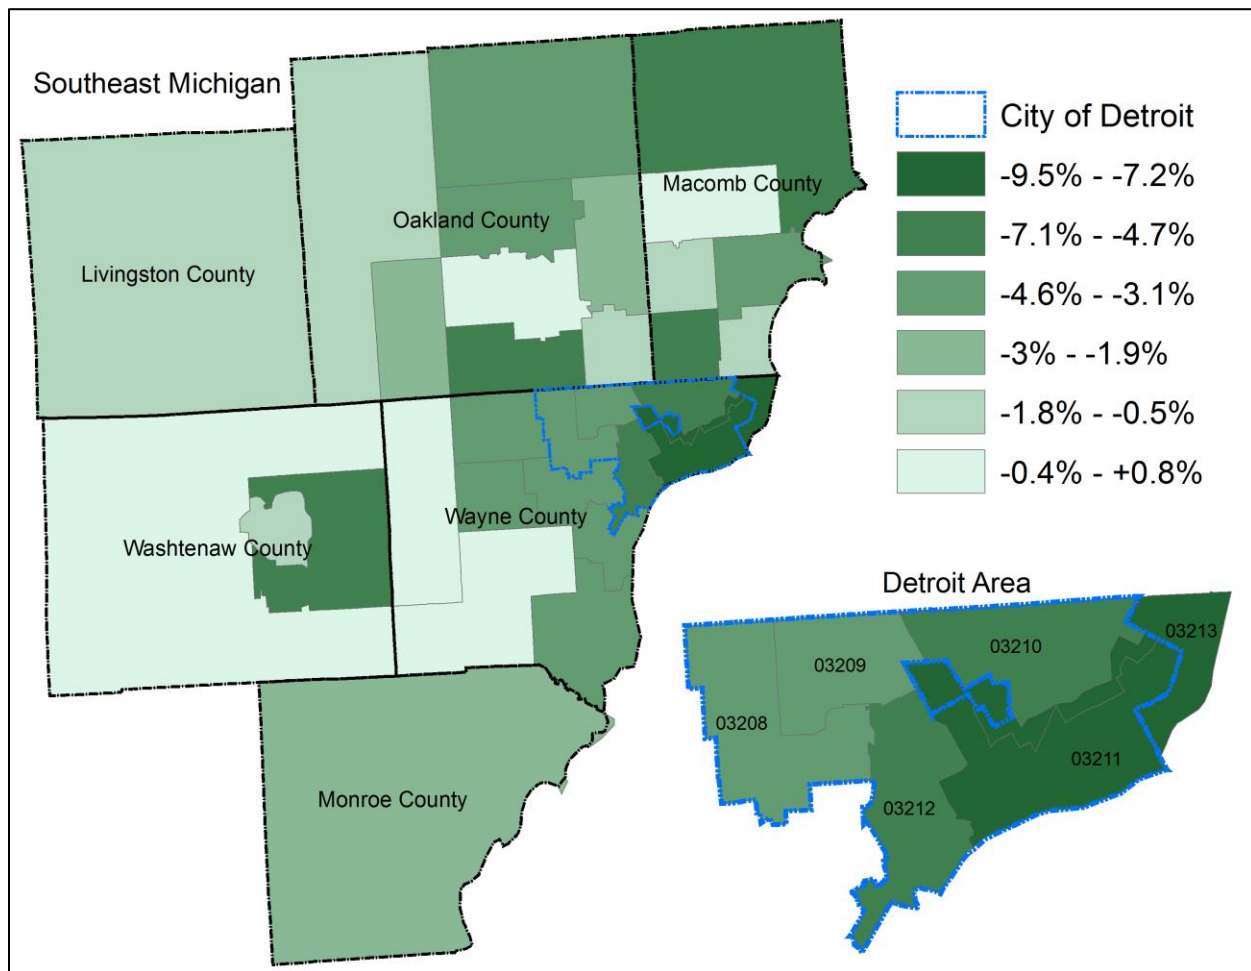 Southeast Michigan
City of Detroit
-9.5% - -7.2%
-7.1% - -4.7%
-4.6% - -3.1%
-3% - -1.9%
-1.8% - -0.5%
-0.4% - +0.8%
Macomb County
Oakland County
Livingston County
Wayne County
Washtenaw County
Monroe County
Detroit Area
03213
03210
03209
03208
03211
03212